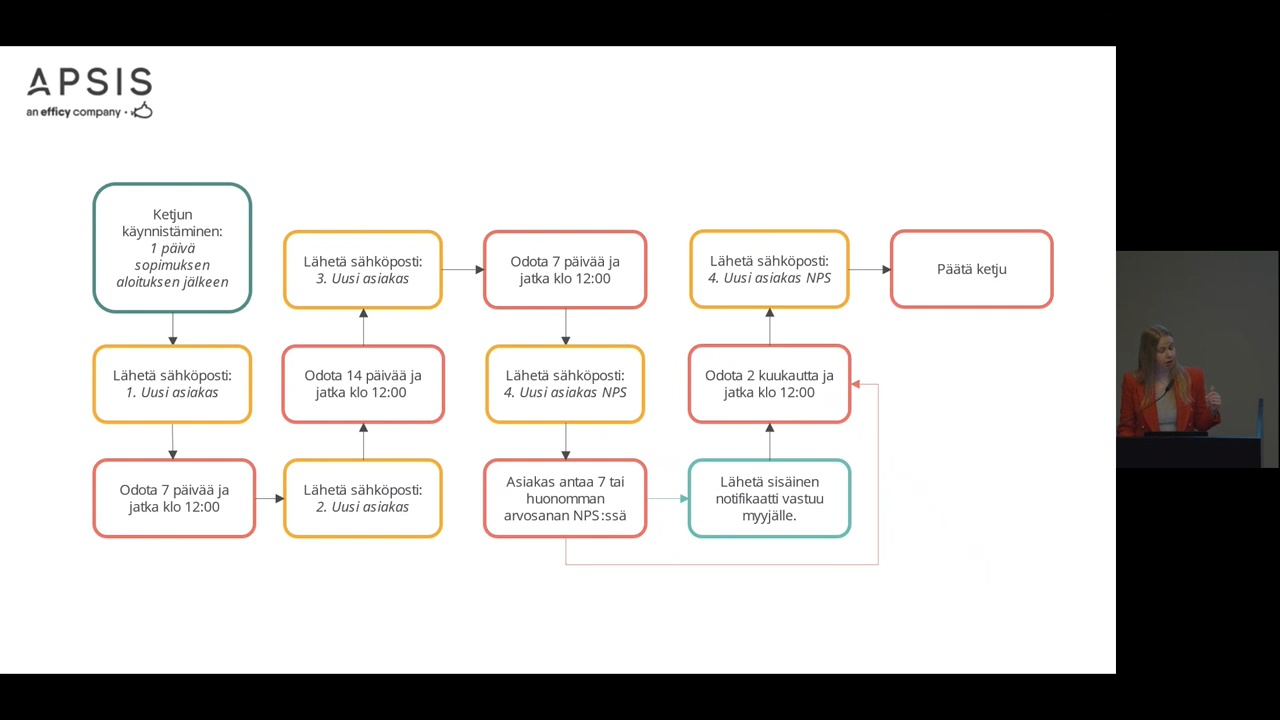 APSIS
an efficy company
Ketjun
käynnistäminen:
1 päivä
sopimuksen
aloituksen jälkeen
Lähetä sähköposti:
1. Uusi asiakas
Odota 7 päivää ja
jatka klo 12:00
Lähetä sähköposti:
2. Uusi asiakas
Odota 14 päivää ja
jatka klo 12:00
Lähetä sähköposti:
3. Uusi asiakas
Odota 7 päivää ja
jatka klo 12:00
Lähetä sähköposti:
4. Uusi asiakas NPS
Asiakas antaa 7 tai
huonomman
arvosanan NPS:ssä
Lähetä sisäinen
notifikaatti vastuu
myyjälle.
Odota 2 kuukautta ja
jatka klo 12:00
Lähetä sähköposti:
4. Uusi asiakas NPS
Päätä ketju